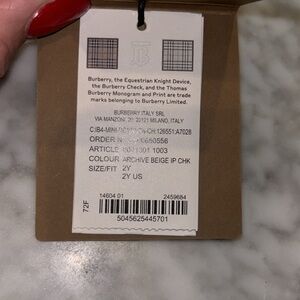 Burberry, the Equestrian Knight Device,
the Burberry Check, and the Thomas
Burberry Monogram and Print are trade
marks belonging to Burberry Limited.
BURBERRY ITALY SRL
VIA MANZONI, 20, 20121 MILANO, ITALY
ORDER
ARTICLE 1003
COLOUR ARCHIVE BEIGE IP CHK
SIZE/FIT 2Y
2Y US
14604 01 2459684
72F
5045625445701